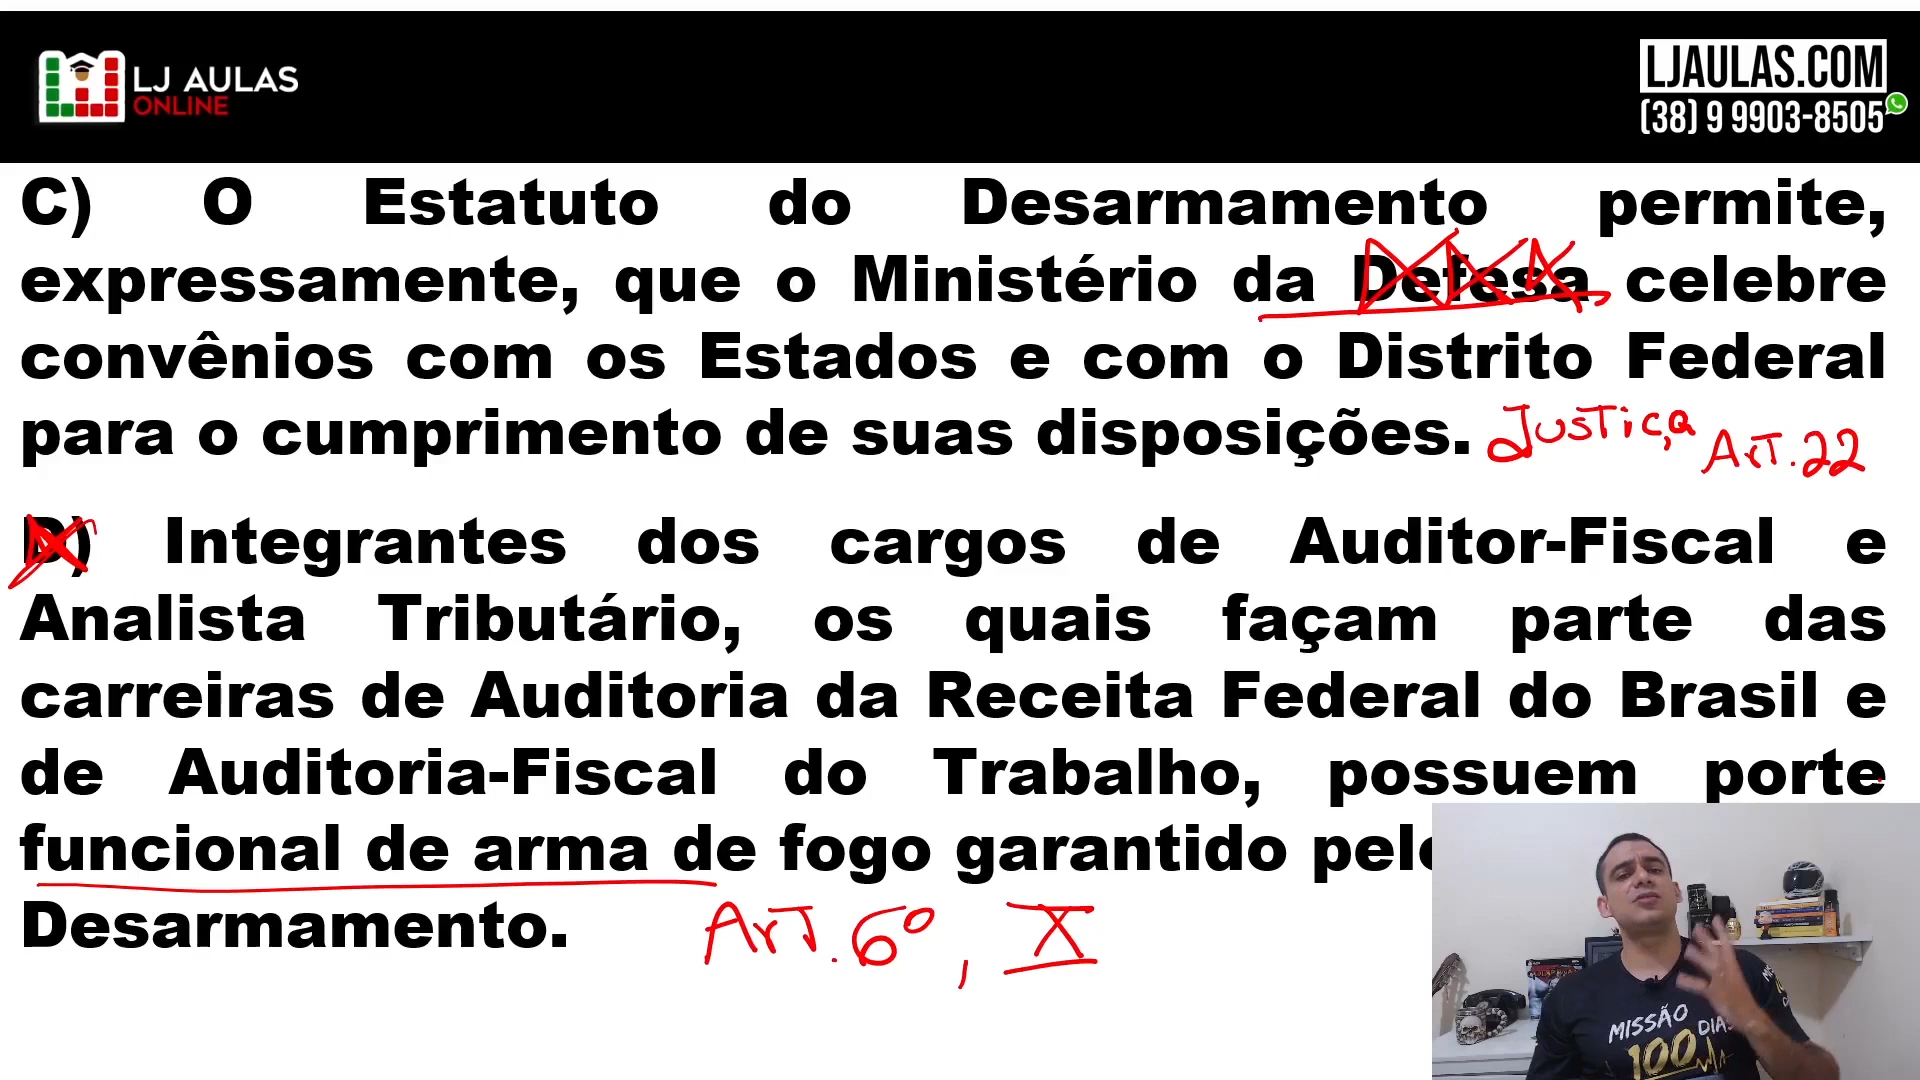 LJ AULAS
ONLINE
LJAULAS.COM
(38) 9 9903-8505
C) O Estatuto do Desarmamento permite,
expressamente, que o Ministério da Defesa celebre
convênios com os Estados e com o Distrito Federal
para o cumprimento de suas disposições. Justiça Art. 22
D) Integrantes dos cargos de Auditor-Fiscal e
Analista Tributário, os quais façam parte das
carreiras de Auditoria da Receita Federal do Brasil e
de Auditoria-Fiscal do Trabalho, possuem porte
funcional de arma de fogo garantido
Desarmamento. Art. 6º, X
MISSÃO
100 DIAS